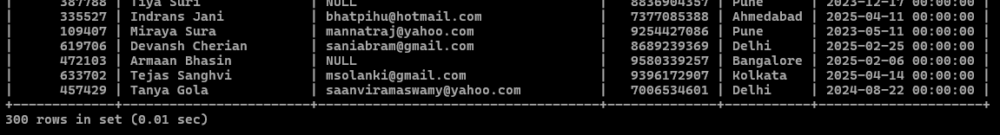 |      387788 | Tiya Suri              | NULL                              |   8836904357 | Pune      | 2023-12-17 00:00:00 |
|      335527 | Indrans Jani           | bhatpihu@hotmail.com              |   7377085388 | Ahmedabad | 2025-04-11 00:00:00 |
|      109407 | Miraya Sura            | mannatraj@yahoo.com               |   9254427086 | Pune      | 2023-05-11 00:00:00 |
|      619706 | Devansh Cherian        | saniabram@gmail.com               |   8689239369 | Delhi     | 2025-02-25 00:00:00 |
|      472103 | Armaan Bhasin          | NULL                              |   9580339257 | Bangalore | 2025-02-06 00:00:00 |
|      633702 | Tejas Sanghvi          | msolanki@gmail.com                |   9396172907 | Kolkata   | 2025-04-14 00:00:00 |
|      457429 | Tanya Gola             | saanviramaswamy@yahoo.com         |   7006534601 | Delhi     | 2024-08-22 00:00:00 |
300 rows in set (0.01 sec)